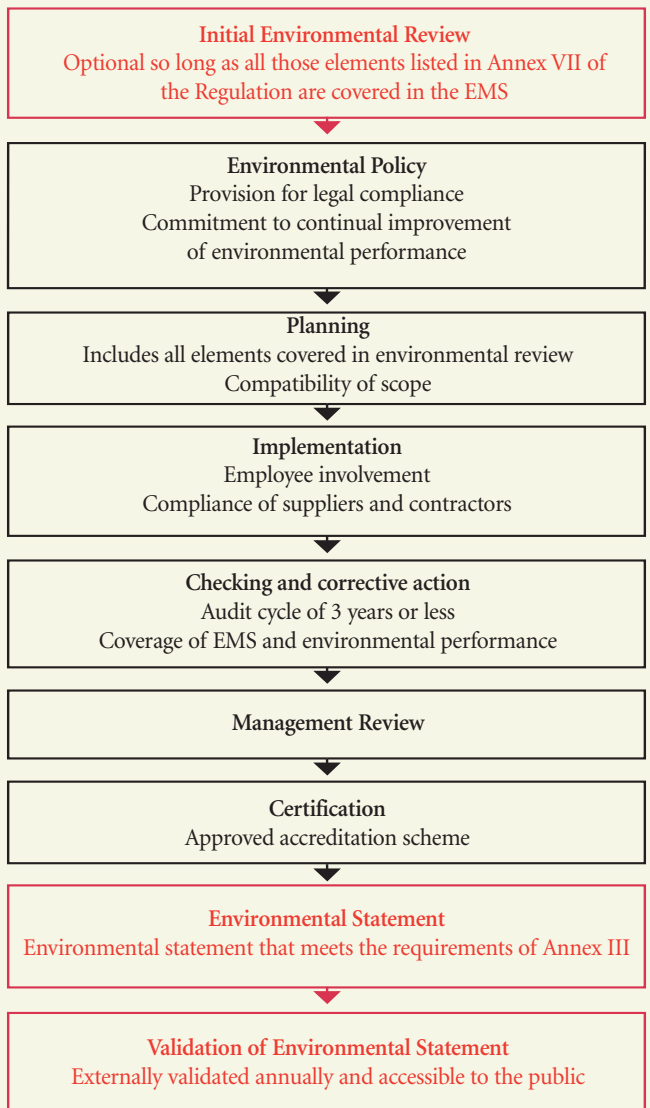 Initial Environmental Review
Optional so long as all those elements listed in Annex VII of
the Regulation are covered in the EMS
Environmental Policy
Provision for legal compliance
Commitment to continual improvement
of environmental performance
Planning
Includes all elements covered in environmental review
Compatibility of scope
Implementation
Employee involvement
Compliance of suppliers and contractors
Checking and corrective action
Audit cycle of 3 years or less
Coverage of EMS and environmental performance
Management Review
Certification
Approved accreditation scheme
Environmental Statement
Environmental statement that meets the requirements of Annex III
Validation of Environmental Statement
Externally validated annually and accessible to the public